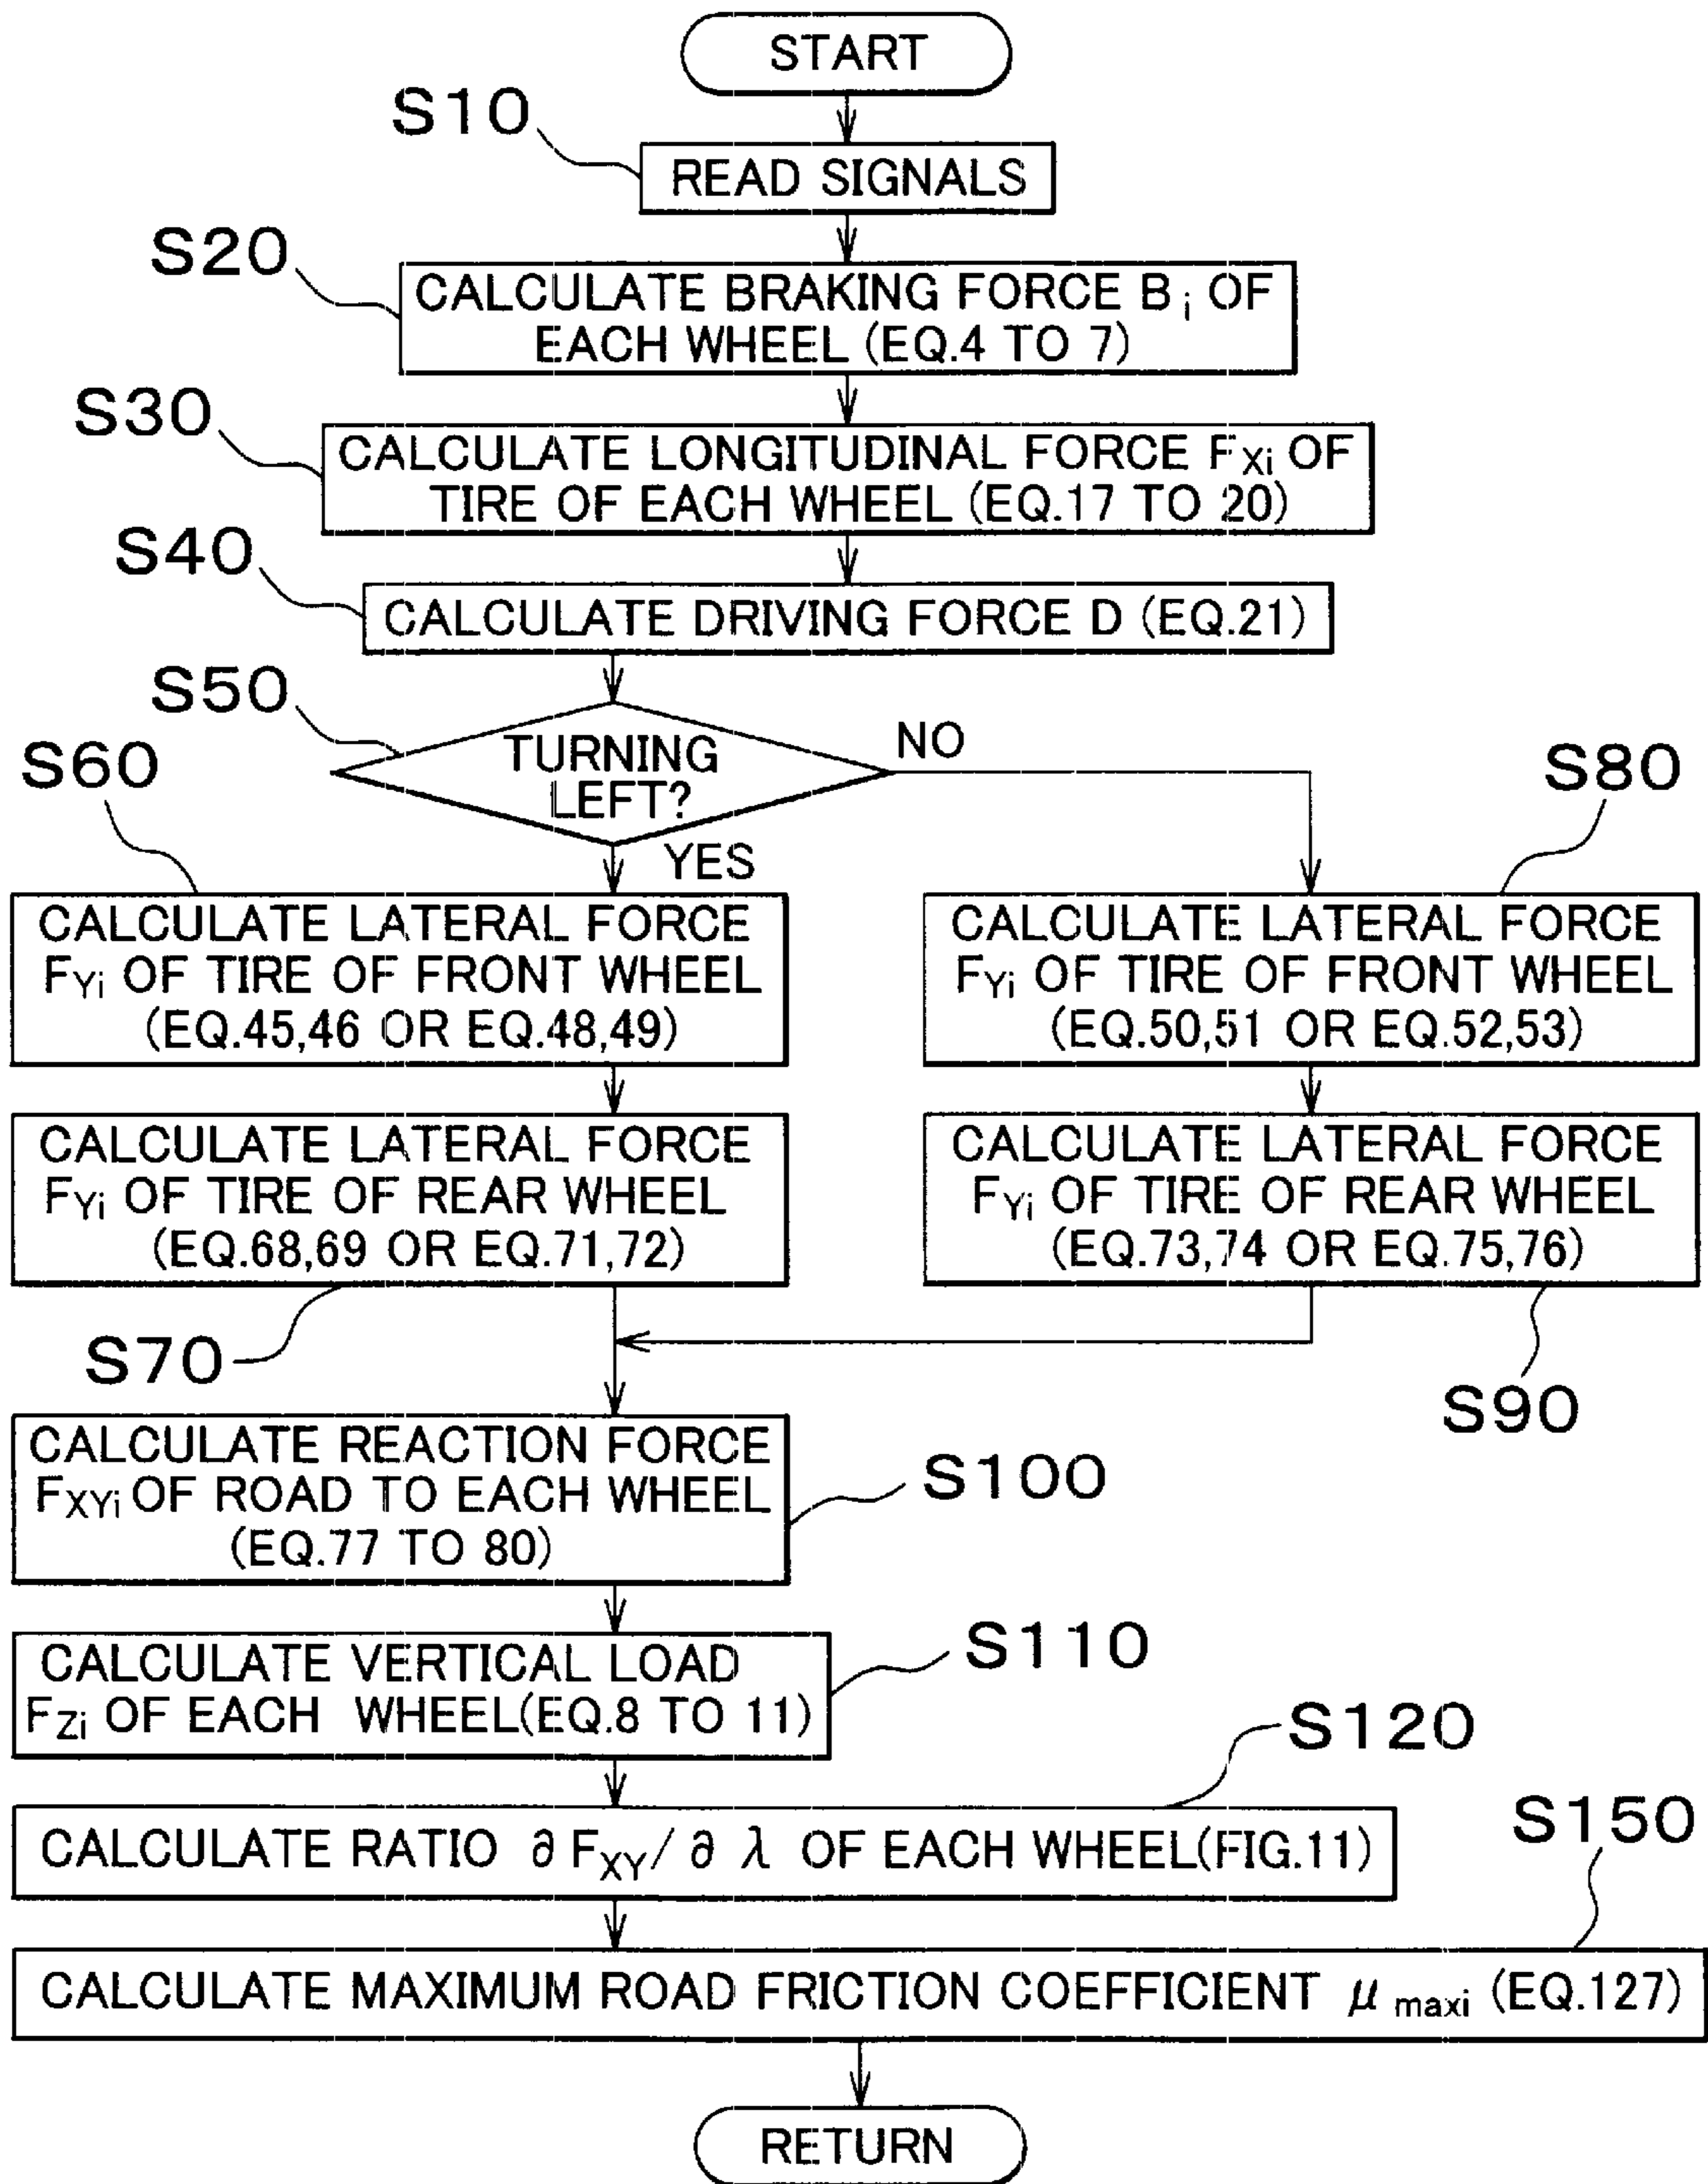 START
S10
READ SIGNALS
S20
CALCULATE BRAKING FORCE Bi OF
EACH WHEEL (EQ.4 TO 7)
S30
CALCULATE LONGITUDINAL FORCE FXi OF
TIRE OF EACH WHEEL (EQ.17 TO 20)
S40
CALCULATE DRIVING FORCE D (EQ.21)
S50
TURNING
LEFT?
NO
YES
S60
CALCULATE LATERAL FORCE
FYi OF TIRE OF FRONT WHEEL
(EQ.45,46 OR EQ.48,49)
S80
CALCULATE LATERAL FORCE
FYi OF TIRE OF FRONT WHEEL
(EQ.50,51 OR EQ.52,53)
CALCULATE LATERAL FORCE
FYi OF TIRE OF REAR WHEEL
(EQ.68,69 OR EQ.71,72)
S70
CALCULATE LATERAL FORCE
FYi OF TIRE OF REAR WHEEL
(EQ.73,74 OR EQ.75,76)
S90
CALCULATE REACTION FORCE
FXYi OF ROAD TO EACH WHEEL
(EQ.77 TO 80)
S100
CALCULATE VERTICAL LOAD
FZi OF EACH WHEEL(EQ.8 TO 11)
S110
S120
CALCULATE RATIO ∂FXY/∂λ OF EACH WHEEL(FIG.11)
S150
CALCULATE MAXIMUM ROAD FRICTION COEFFICIENT μmaxi (EQ.127)
RETURN